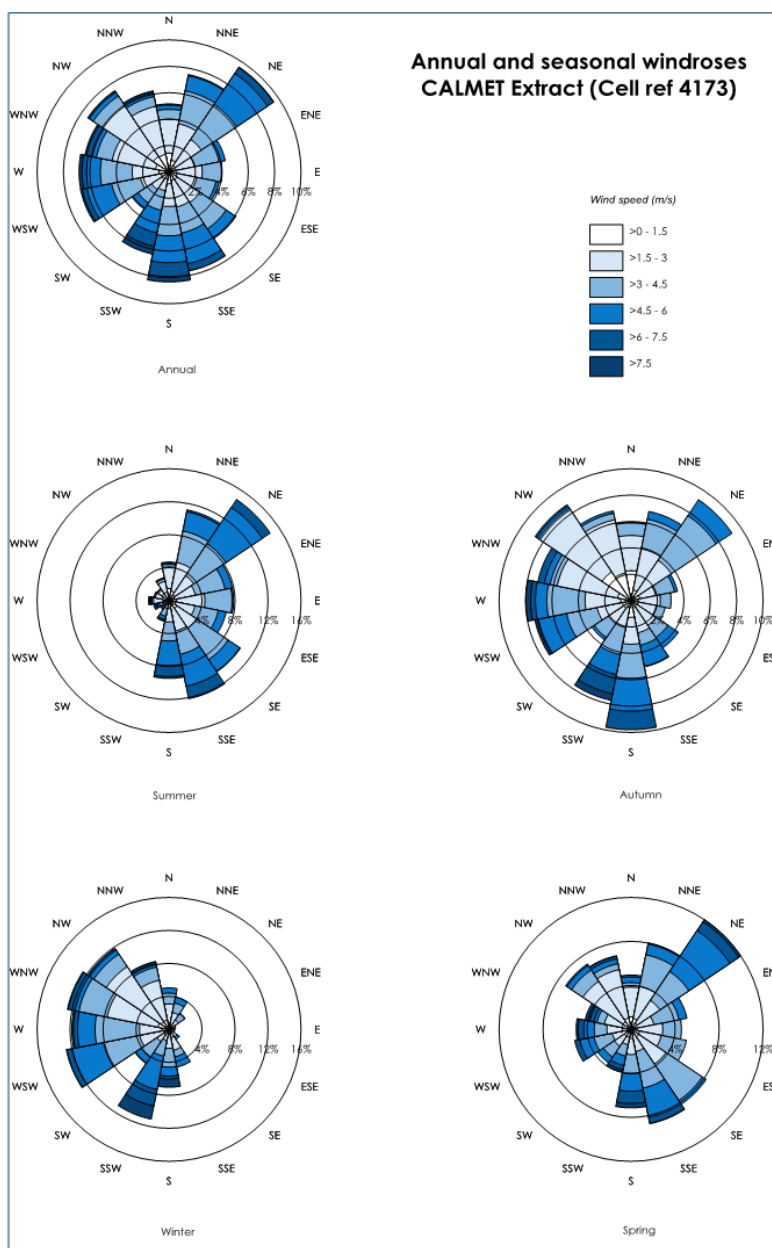 Annual and seasonal windroses
CALMET Extract (Cell ref 4173)
N
NNW
NNE
NW
NE
WNW
ENE
W
E
2% 4% 6% 8% 10%
WSW
ESE
SW
SE
SSW
SSE
S
Annual
Wind speed (m/s)
>0 - 1.5
>1.5 - 3
>3 - 4.5
>4.5 - 6
>6 - 7.5
>7.5
N
NNW
NNE
NW
NE
WNW
ENE
W
E
4% 8% 12% 16%
WSW
ESE
SW
SE
SSW
SSE
S
Summer
N
NNW
NNE
NW
NE
WNW
EN
W
2% 4% 6% 8% 10%
WSW
ES
SW
SE
SSW
SSE
S
Autumn
N
NNW
NNE
NW
NE
WNW
ENE
W
E
4% 8% 12% 16%
WSW
ESE
SW
SE
SSW
SSE
S
Winter
N
NNW
NNE
NW
NE
WNW
EN
W
4% 8% 12%
WSW
ES
SW
SE
SSW
SSE
S
Spring